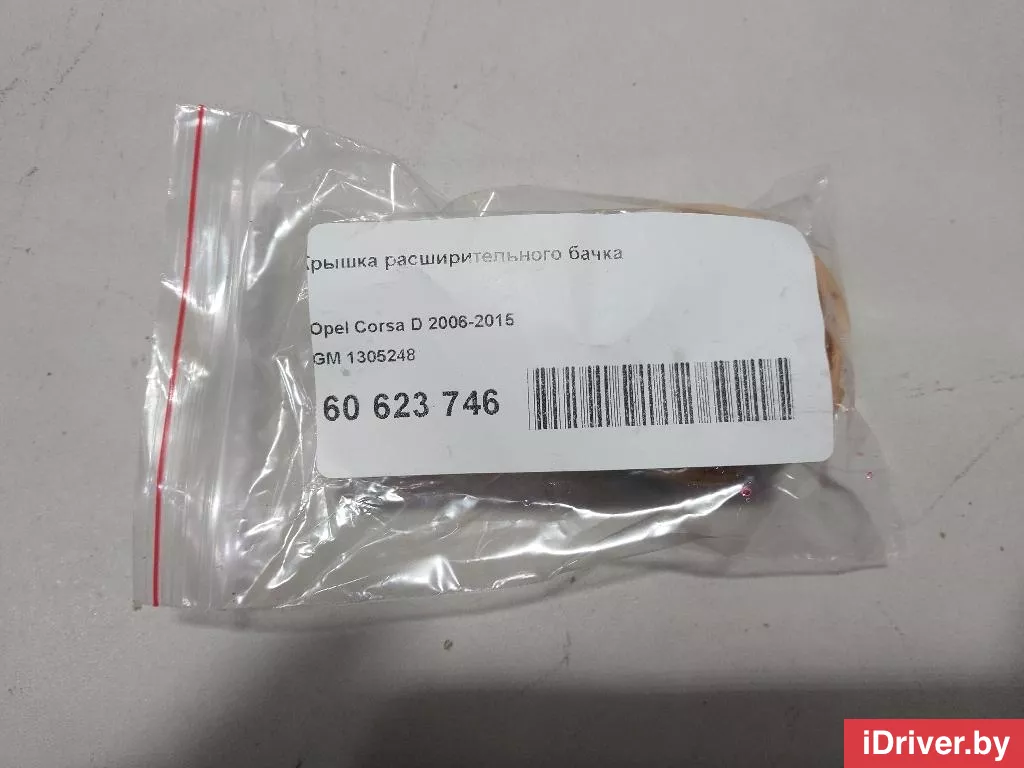 Крышка расширительного бачка
Opel Corsa D 2006-2015
GM 1305248
60 623 746
iDriver.by